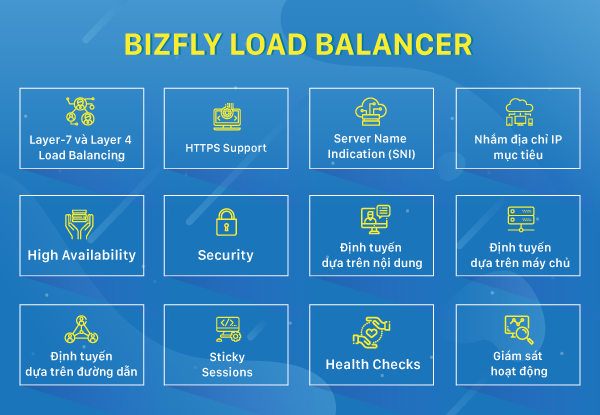 BIZFLY LOAD BALANCER
Layer-7 và Layer 4
Load Balancing
HTTPS Support
Server Name
Indication (SNI)
Nhắm địa chỉ IP
mục tiêu
High Availability
Security
Định tuyến
dựa trên nội dung
Định tuyến
dựa trên máy chủ
Định tuyến
dựa trên đường dẫn
Sticky
Sessions
Health Checks
Giám sát
hoạt động